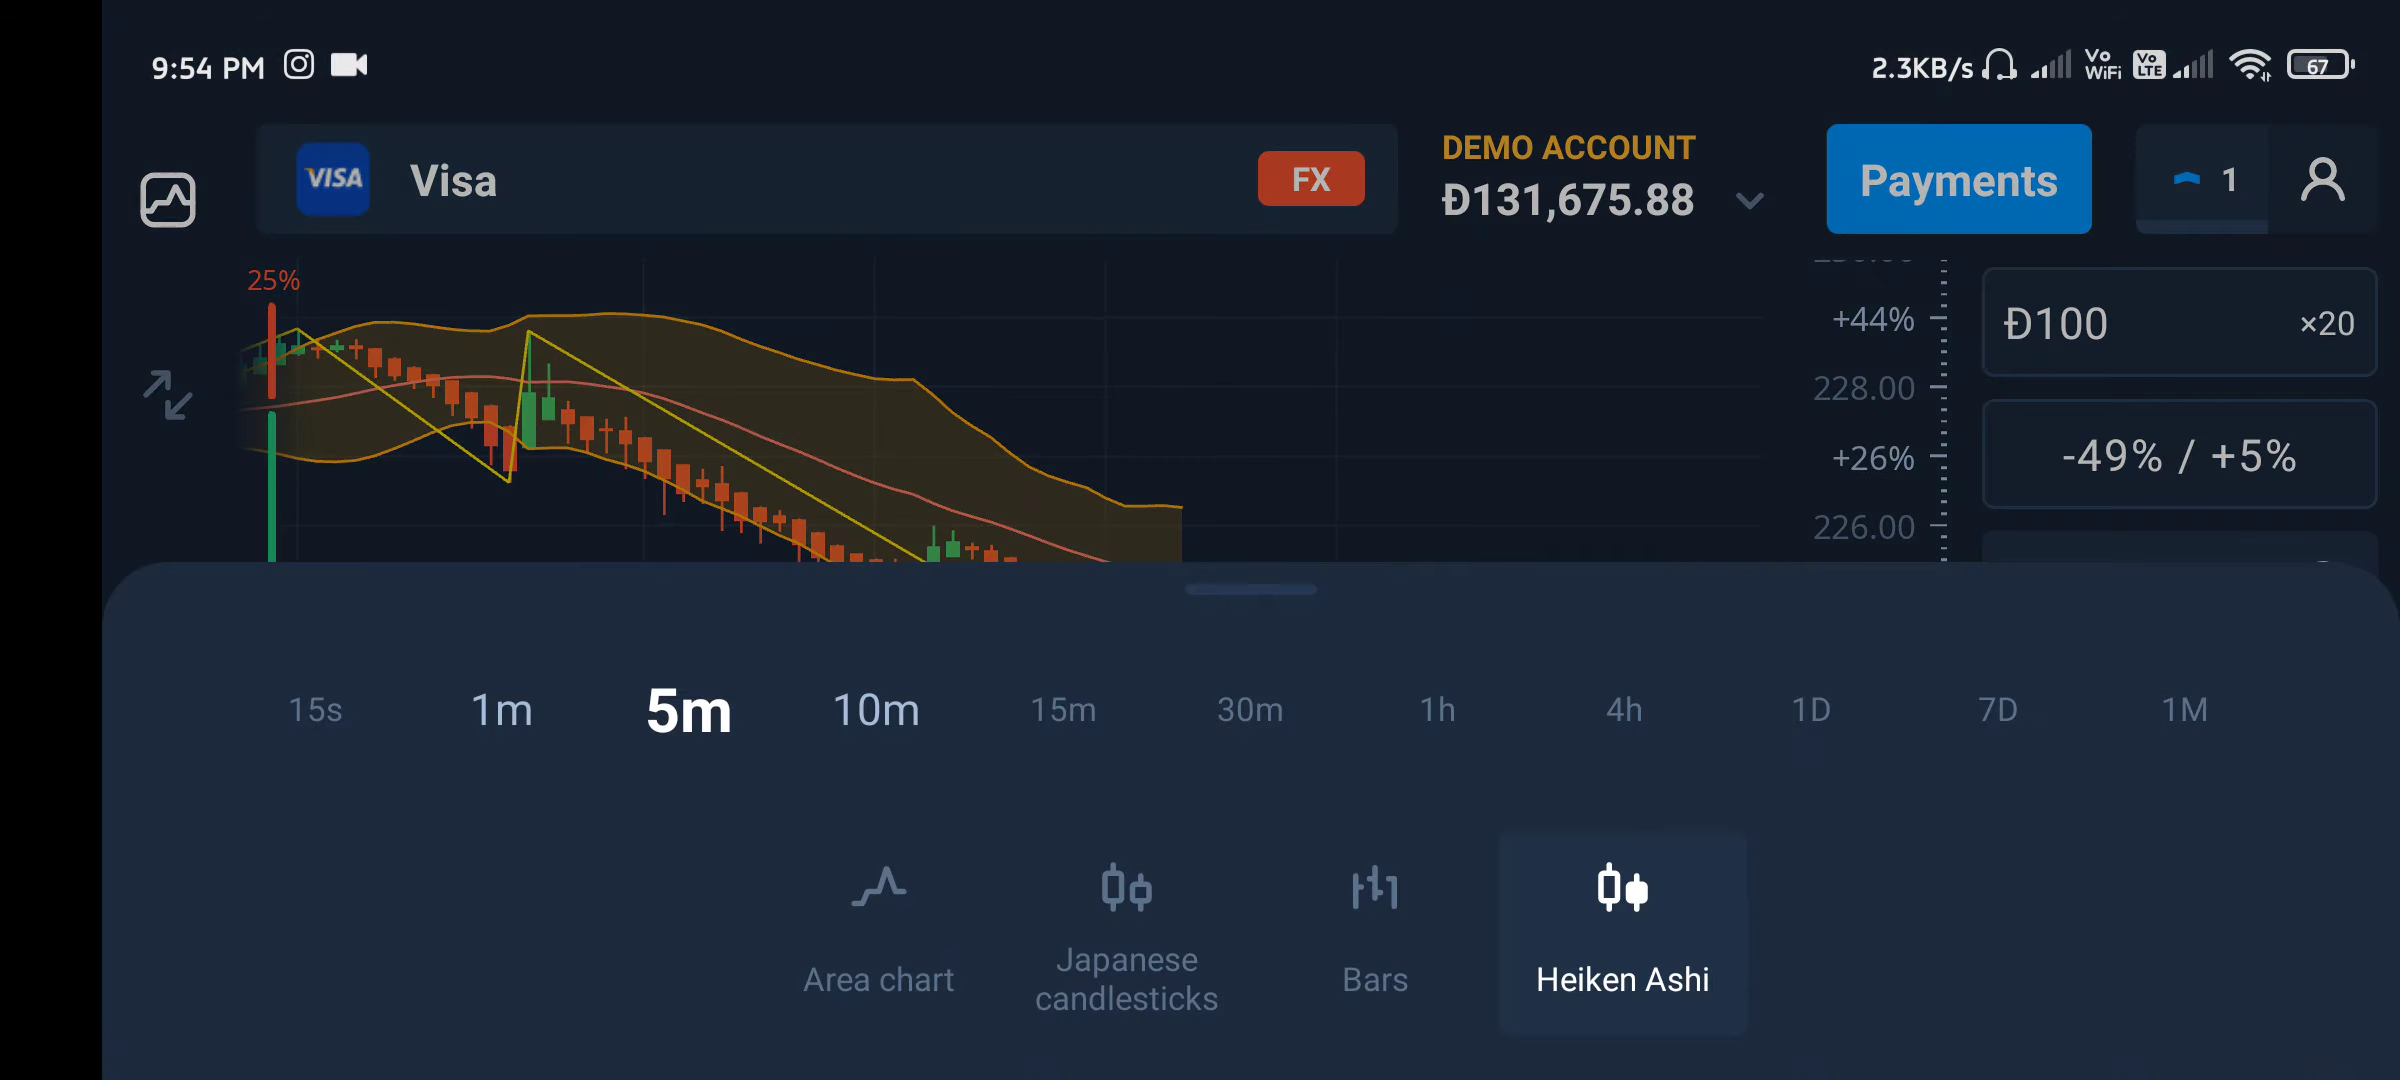 9:54 PM
2.3KB/s Vo WiFi Vo LTE 67
VISA Visa FX
DEMO ACCOUNT
Đ131,675.88
Payments
1
25%
+44%
228.00
+26%
226.00
Đ100 ×20
-49% / +5%
15s 1m 5m 10m 15m 30m 1h 4h 1D 7D 1M
Area chart
Japanese
candlesticks
Bars
Heiken Ashi